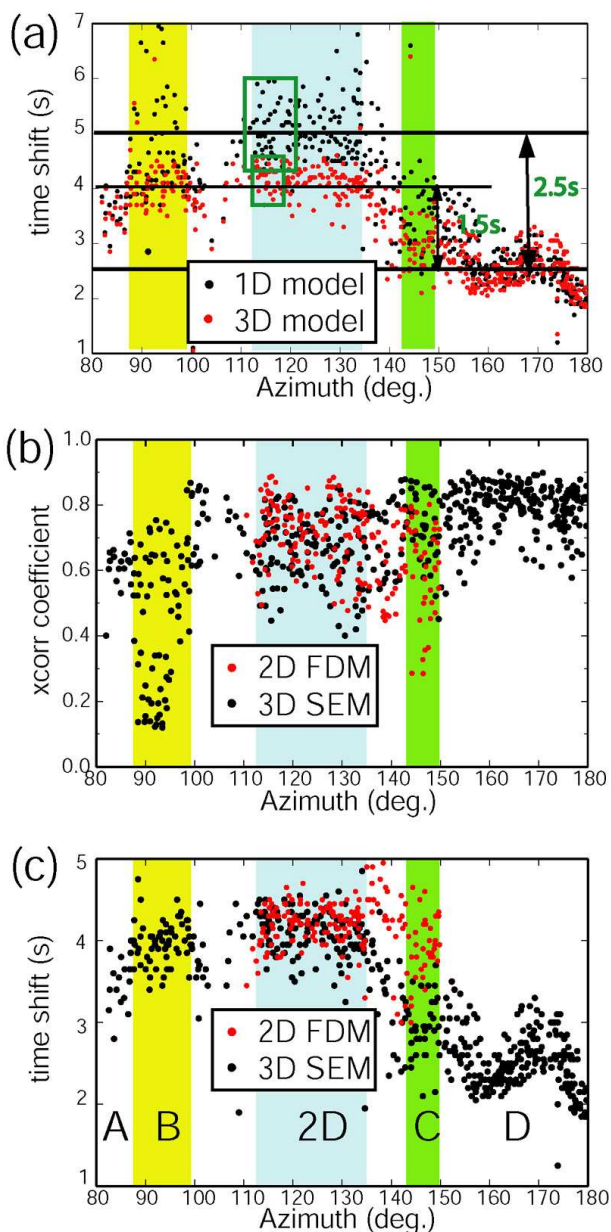 (a)
7
6
5
4
3
2
1
time shift (s)
2.5s
1.5s
1D model
3D model
80 90 100 110 120 130 140 150 160 170 180
Azimuth (deg.)
(b)
1.0
0.8
0.6
0.4
0.2
0.0
xcorr coefficient
2D FDM
3D SEM
80 90 100 110 120 130 140 150 160 170 180
Azimuth (deg.)
(c)
5
4
3
2
1
time shift (s)
2D FDM
3D SEM
A B 2D C D
80 90 100 110 120 130 140 150 160 170 180
Azimuth (deg.)